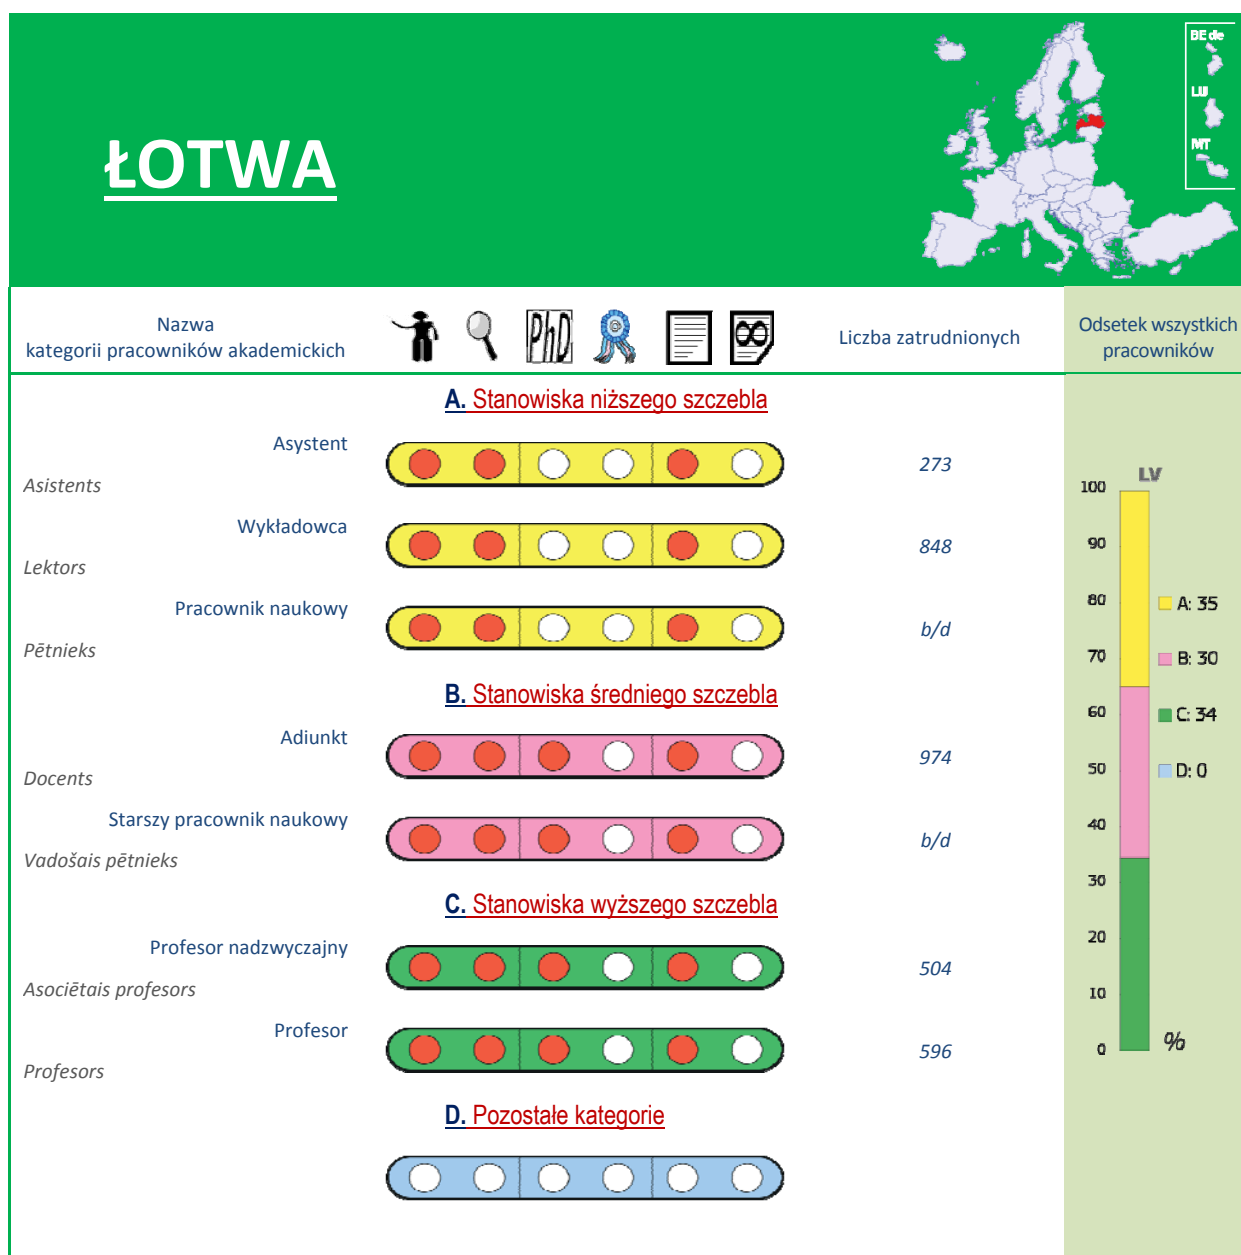 BE de
LU
MT
ŁOTWA
Nazwa
kategorii pracowników akademickich
PhD
Liczba zatrudnionych
Odsetek wszystkich
pracowników
A. Stanowiska niższego szczebla
Asystent
273
Asistents
Wykładowca
848
Lektors
Pracownik naukowy
b/d
Pētnieks
B. Stanowiska średniego szczebla
Adiunkt
974
Docents
Starszy pracownik naukowy
b/d
Vadošais pētnieks
C. Stanowiska wyższego szczebla
Profesor nadzwyczajny
504
Asociētais profesors
Profesor
596
Profesors
D. Pozostałe kategorie
LV
100
90
80
70
60
50
40
30
20
10
0
%
A: 35
B: 30
C: 34
D: 0